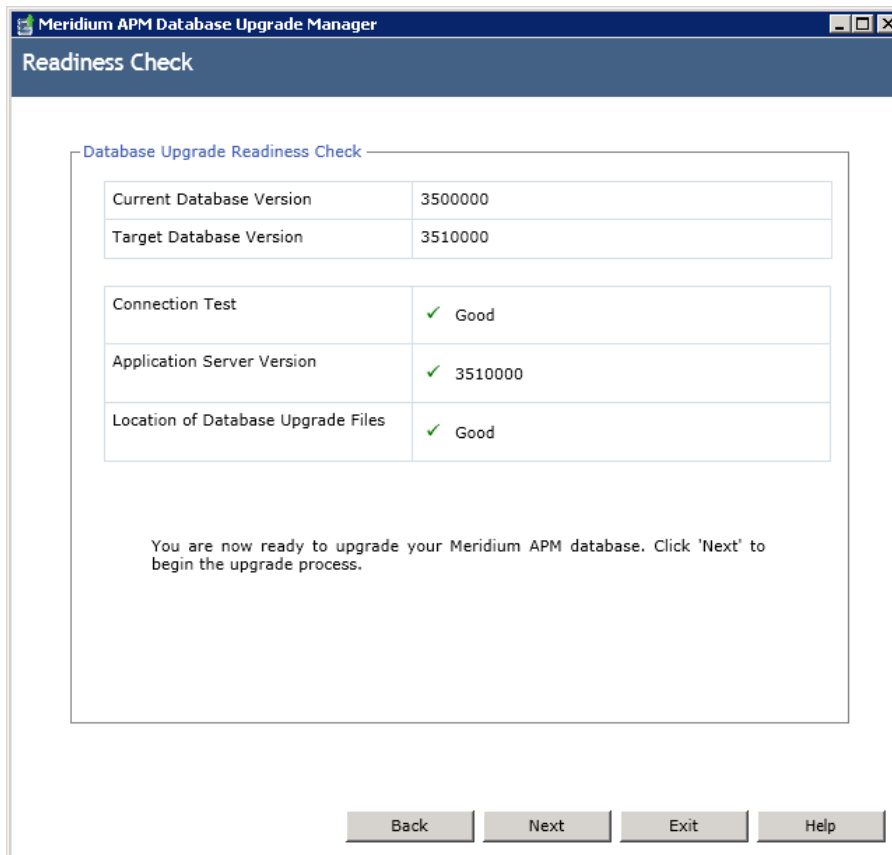 Meridium APM Database Upgrade Manager
Readiness Check
Database Upgrade Readiness Check
Current Database Version 3500000
Target Database Version 3510000
Connection Test Good
Application Server Version 3510000
Location of Database Upgrade Files Good
You are now ready to upgrade your Meridium APM database. Click 'Next' to
begin the upgrade process.
Back Next Exit Help